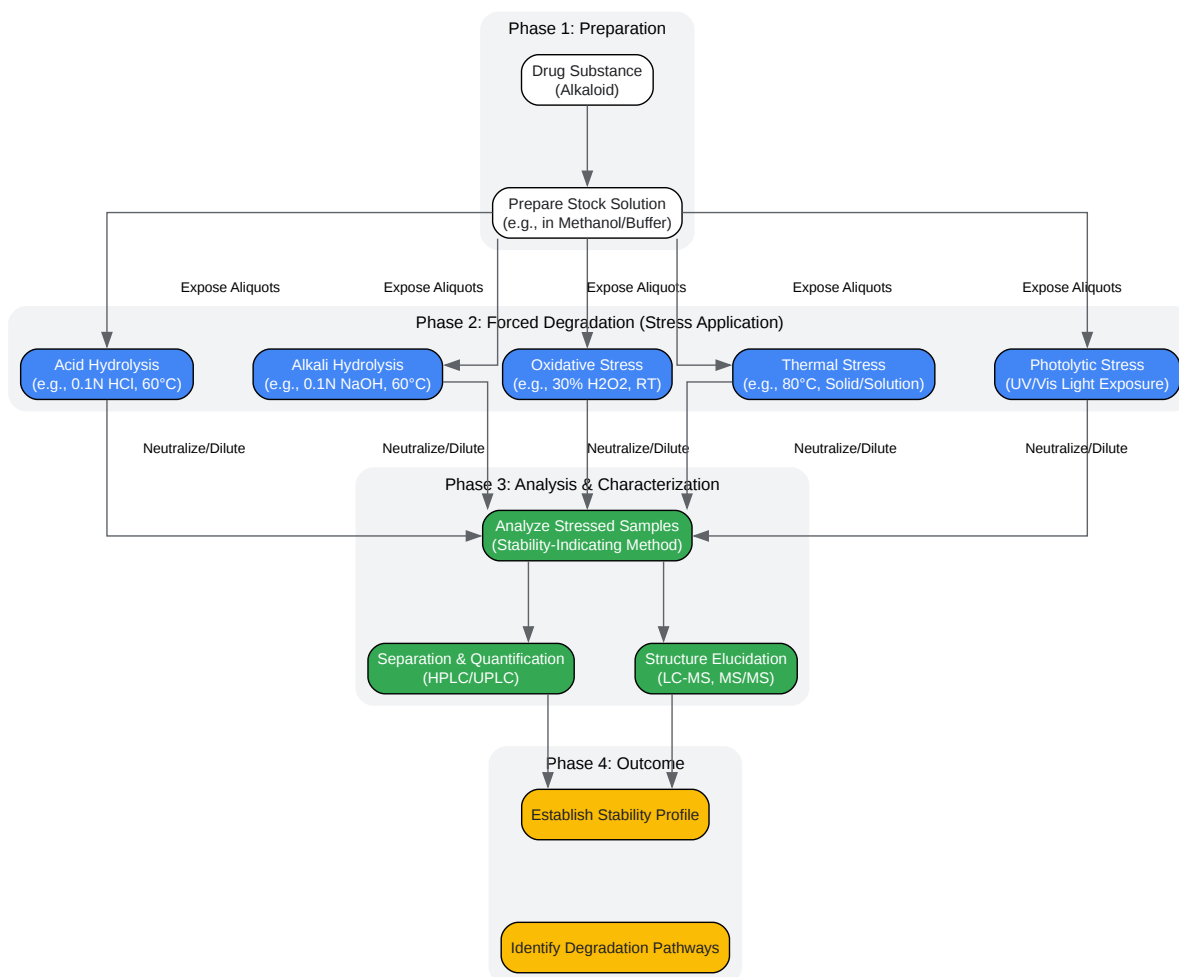 Phase 1: Preparation
Drug Substance
(Alkaloid)
Prepare Stock Solution
(e.g., in Methanol/Buffer)
Expose Aliquots
Expose Aliquots
Expose Aliquots
Expose Aliquots
Expose Aliquots
Phase 2: Forced Degradation (Stress Application)
Acid Hydrolysis
(e.g., 0.1N HCl, 60°C)
Alkali Hydrolysis
(e.g., 0.1N NaOH, 60°C)
Oxidative Stress
(e.g., 30% H2O2, RT)
Thermal Stress
(e.g., 80°C, Solid/Solution)
Photolytic Stress
(UV/Vis Light Exposure)
Neutralize/Dilute
Neutralize/Dilute
Neutralize/Dilute
Neutralize/Dilute
Neutralize/Dilute
Phase 3: Analysis & Characterization
Analyze Stressed Samples
(Stability-Indicating Method)
Separation & Quantification
(HPLC/UPLC)
Structure Elucidation
(LC-MS, MS/MS)
Phase 4: Outcome
Establish Stability Profile
Identify Degradation Pathways